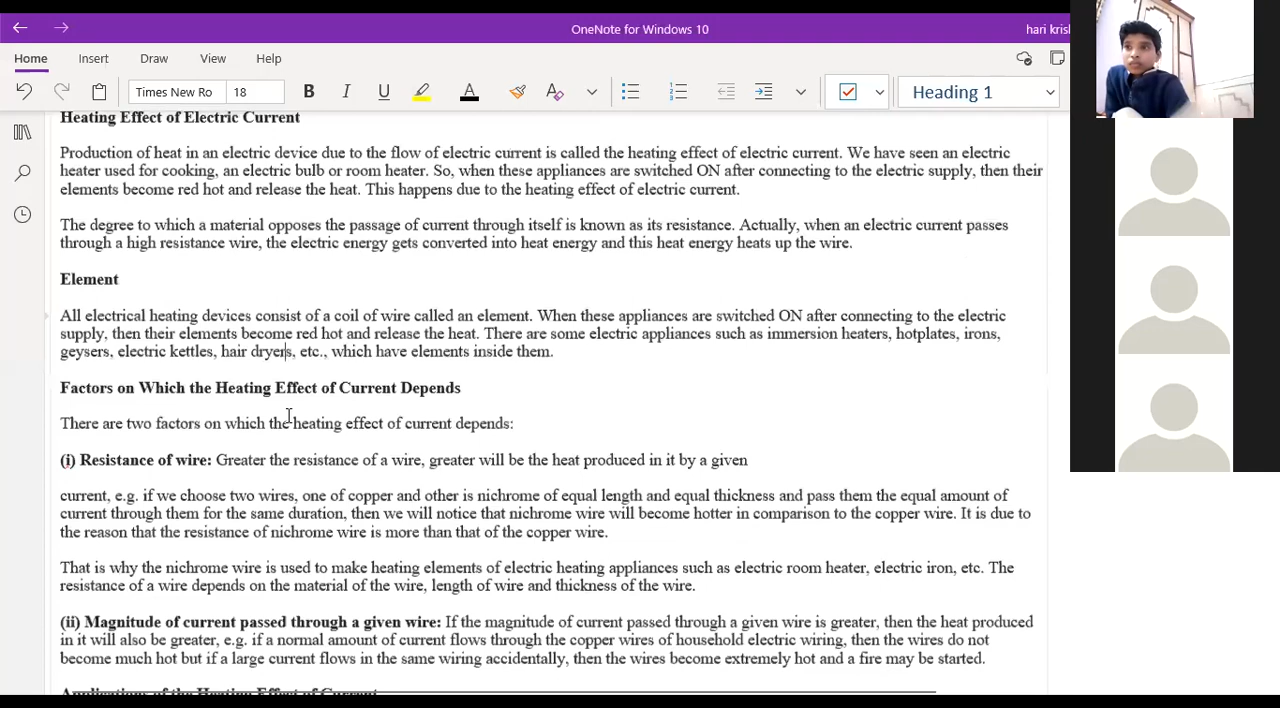 OneNote for Windows 10
hari krish
Home Insert Draw View Help
Times New Ro 18 B I U A Heading 1
Heating Effect of Electric Current
Production of heat in an electric device due to the flow of electric current is called the heating effect of electric current. We have seen an electric
heater used for cooking, an electric bulb or room heater. So, when these appliances are switched ON after connecting to the electric supply, then their
elements become red hot and release the heat. This happens due to the heating effect of electric current.
The degree to which a material opposes the passage of current through itself is known as its resistance. Actually, when an electric current passes
through a high resistance wire, the electric energy gets converted into heat energy and this heat energy heats up the wire.
Element
All electrical heating devices consist of a coil of wire called an element. When these appliances are switched ON after connecting to the electric
supply, then their elements become red hot and release the heat. There are some electric appliances such as immersion heaters, hotplates, irons,
geysers, electric kettles, hair dryers, etc., which have elements inside them.
Factors on Which the Heating Effect of Current Depends
There are two factors on which the heating effect of current depends:
(i) Resistance of wire: Greater the resistance of a wire, greater will be the heat produced in it by a given
current, e.g. if we choose two wires, one of copper and other is nichrome of equal length and equal thickness and pass them the equal amount of
current through them for the same duration, then we will notice that nichrome wire will become hotter in comparison to the copper wire. It is due to
the reason that the resistance of nichrome wire is more than that of the copper wire.
That is why the nichrome wire is used to make heating elements of electric heating appliances such as electric room heater, electric iron, etc. The
resistance of a wire depends on the material of the wire, length of wire and thickness of the wire.
(ii) Magnitude of current passed through a given wire: If the magnitude of current passed through a given wire is greater, then the heat produced
in it will also be greater, e.g. if a normal amount of current flows through the copper wires of household electric wiring, then the wires do not
become much hot but if a large current flows in the same wiring accidentally, then the wires become extremely hot and a fire may be started.
Applications of the Heating Effect of Current